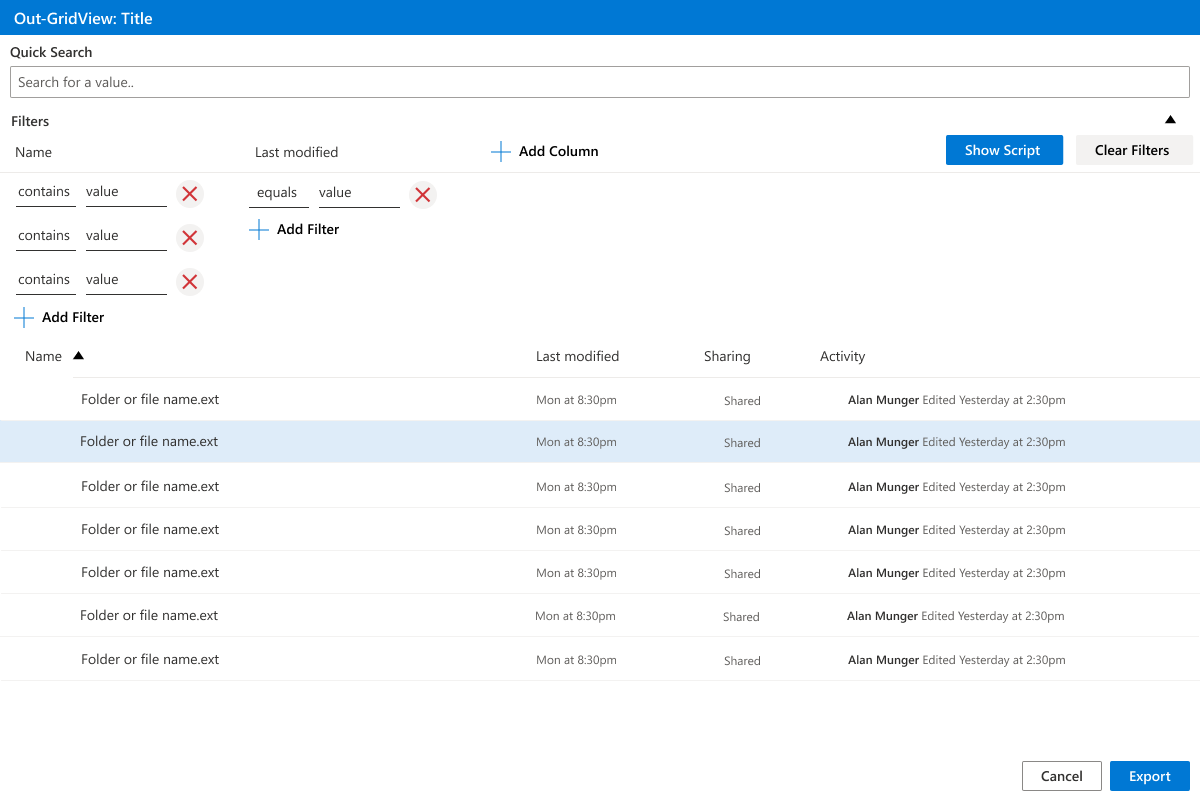 Out-GridView: Title
Quick Search
Search for a value..
Filters
Name Last modified Add Column Show Script Clear Filters
contains value equals value
Add Filter
contains value
contains value
Add Filter
Name Last modified Sharing Activity
Folder or file name.ext Mon at 8:30pm Shared Alan Munger Edited Yesterday at 2:30pm
Folder or file name.ext Mon at 8:30pm Shared Alan Munger Edited Yesterday at 2:30pm
Folder or file name.ext Mon at 8:30pm Shared Alan Munger Edited Yesterday at 2:30pm
Folder or file name.ext Mon at 8:30pm Shared Alan Munger Edited Yesterday at 2:30pm
Folder or file name.ext Mon at 8:30pm Shared Alan Munger Edited Yesterday at 2:30pm
Folder or file name.ext Mon at 8:30pm Shared Alan Munger Edited Yesterday at 2:30pm
Folder or file name.ext Mon at 8:30pm Shared Alan Munger Edited Yesterday at 2:30pm
Cancel Export